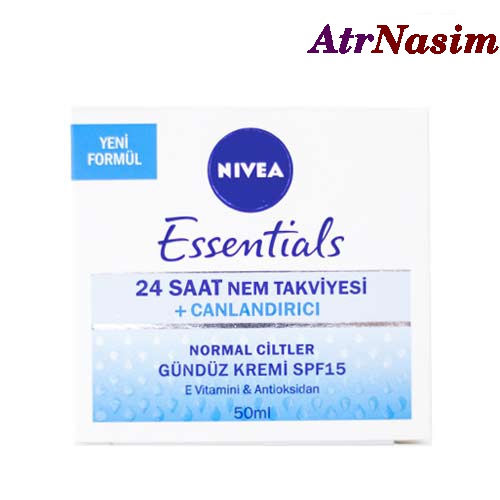 AtrNasim
YENİ
FORMÜL
NIVEA
Essentials
24 SAAT NEM TAKVİYESİ
+ CANLANDIRICI
NORMAL CİLTLER
GÜNDÜZ KREMİ SPF15
E Vitamini & Antioksidan
50ml